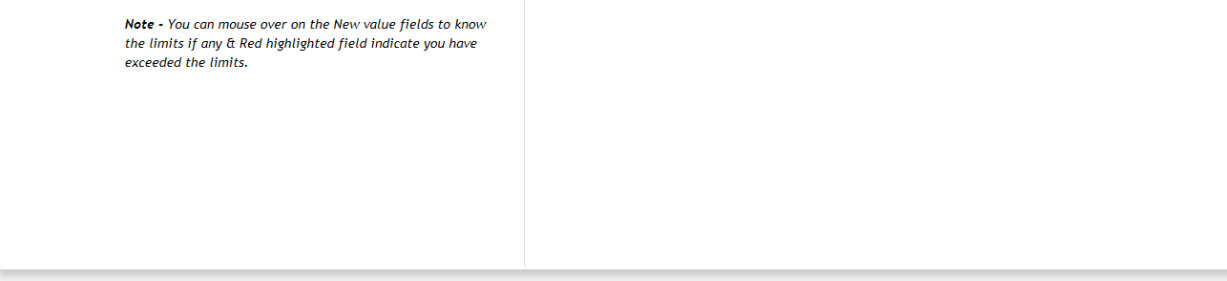 Note - You can mouse over on the New value fields to know
the limits if any & Red highlighted field indicate you have
exceeded the limits.